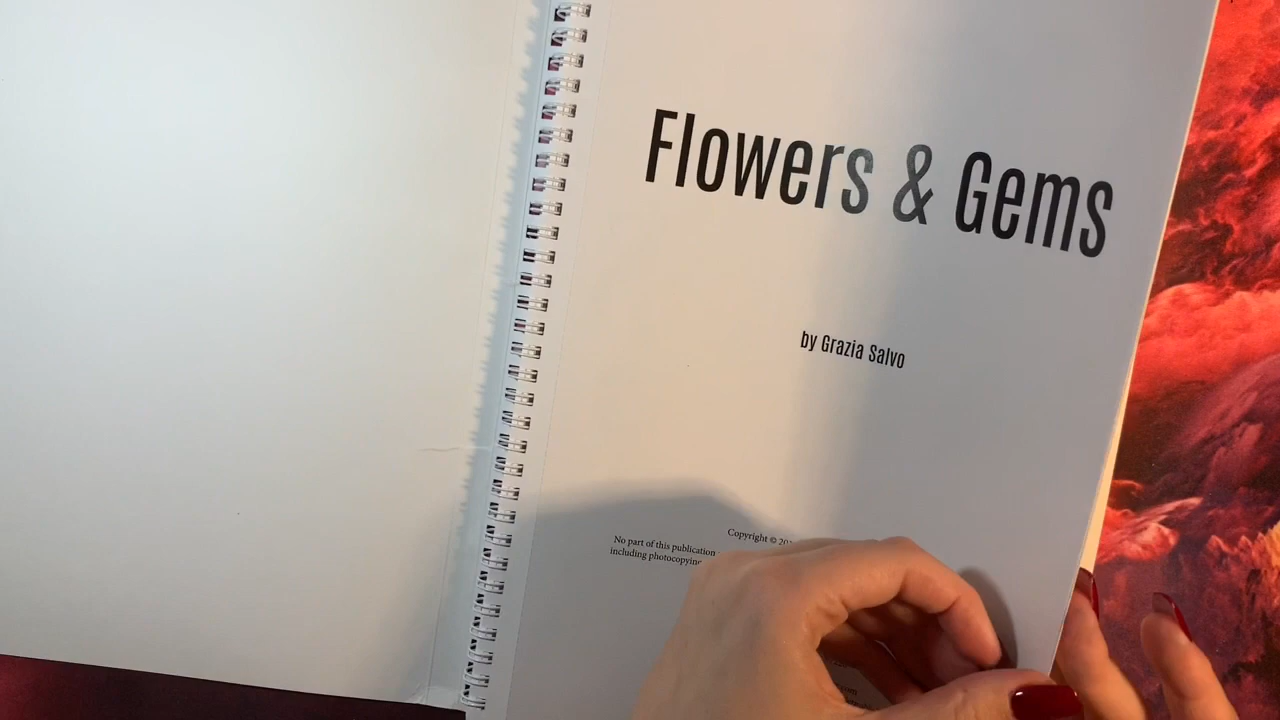 Flowers & Gems
by Grazia Salvo
Copyright ©
No part of this publication
including photocopying